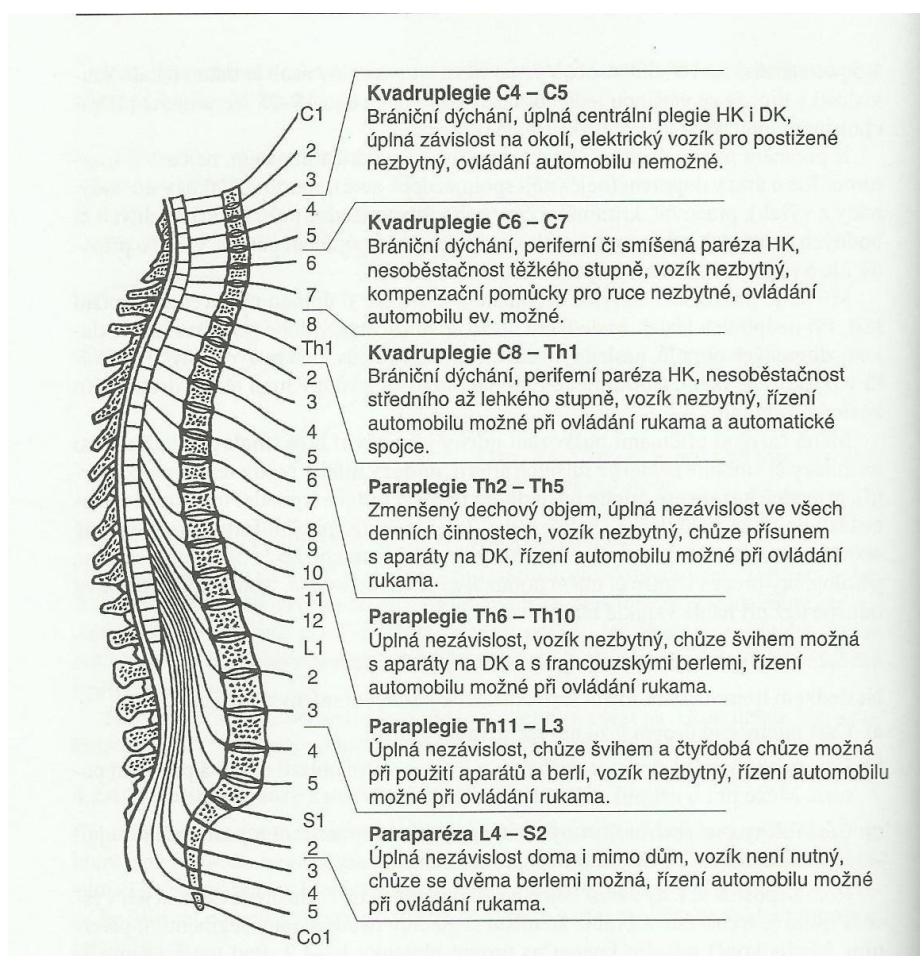 C1
2
3
4
5
6
7
8
Th1
2
3
4
5
6
7
8
9
10
11
12
L1
2
3
4
5
S1
2
3
4
5
Co1
Kvadruplegie C4 – C5
Brániční dýchání, úplná centrální plegie HK i DK,
úplná závislost na okolí, elektrický vozík pro postižené
nezbytný, ovládání automobilu nemožné.
Kvadruplegie C6 – C7
Brániční dýchání, periferní či smíšená paréza HK,
nesoběstačnost těžkého stupně, vozík nezbytný,
kompenzační pomůcky pro ruce nezbytné, ovládání
automobilu ev. možné.
Kvadruplegie C8 – Th1
Brániční dýchání, periferní paréza HK, nesoběstačnost
středního až lehkého stupně, vozík nezbytný, řízení
automobilu možné při ovládání rukama a automatické
spojce.
Paraplegie Th2 – Th5
Zmenšený dechový objem, úplná nezávislost ve všech
denních činnostech, vozík nezbytný, chůze přísunem
s aparáty na DK, řízení automobilu možné při ovládání
rukama.
Paraplegie Th6 – Th10
Úplná nezávislost, vozík nezbytný, chůze švihem možná
s aparáty na DK a s francouzskými berlemi, řízení
automobilu možné při ovládání rukama.
Paraplegie Th11 – L3
Úplná nezávislost, chůze švihem a čtyřdobá chůze možná
při použití aparátů a berlí, vozík nezbytný, řízení automobilu
možné při ovládání rukama.
Paraparéza L4 – S2
Úplná nezávislost doma i mimo dům, vozík není nutný,
chůze se dvěma berlemi možná, řízení automobilu možné
při ovládání rukama.